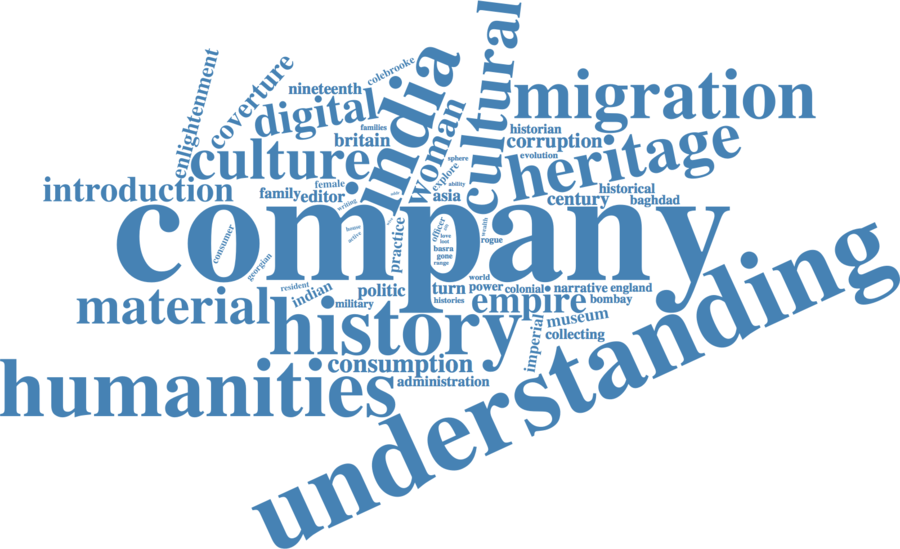 enlightenment
coverture
nineteenth
colebrooke
digital
families
britain
india
woman
cultural
migration
historian
corruption
evolution
heritage
culture
sphere
explore
ability
introduction
family
female
editor
writing
asia
century
historical
baghdad
company
consumer
georgian
house
active
practice
officer
love
lost
basra
gone
range
wealth
rogue
understanding
material
resident
indian
military
politic
turn
histories
world
power
colonial
narrative
england
empire
bombay
history
imperial
museum
collecting
consumption
humanities
administration